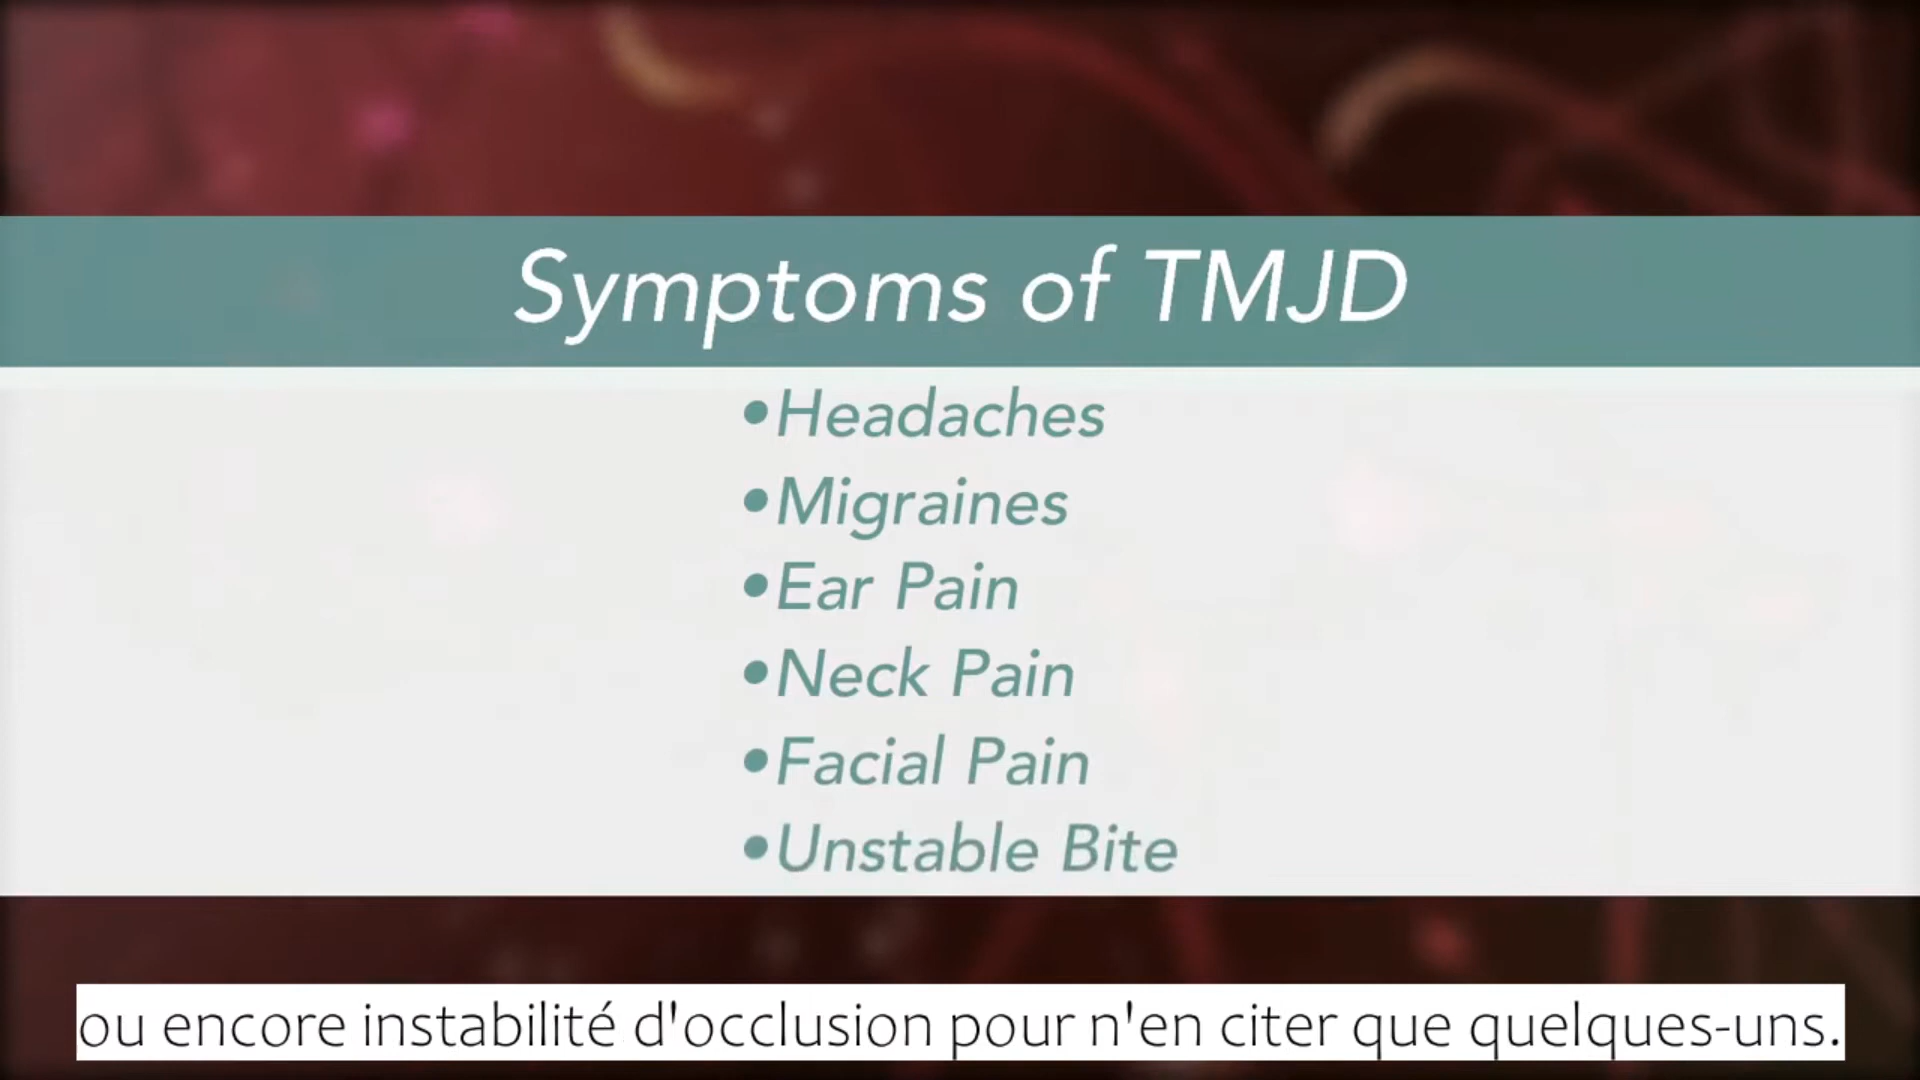 Symptoms of TMJD
•Headaches
•Migraines
•Ear Pain
•Neck Pain
•Facial Pain
•Unstable Bite
ou encore instabilité d'occlusion pour n'en citer que quelques-uns.